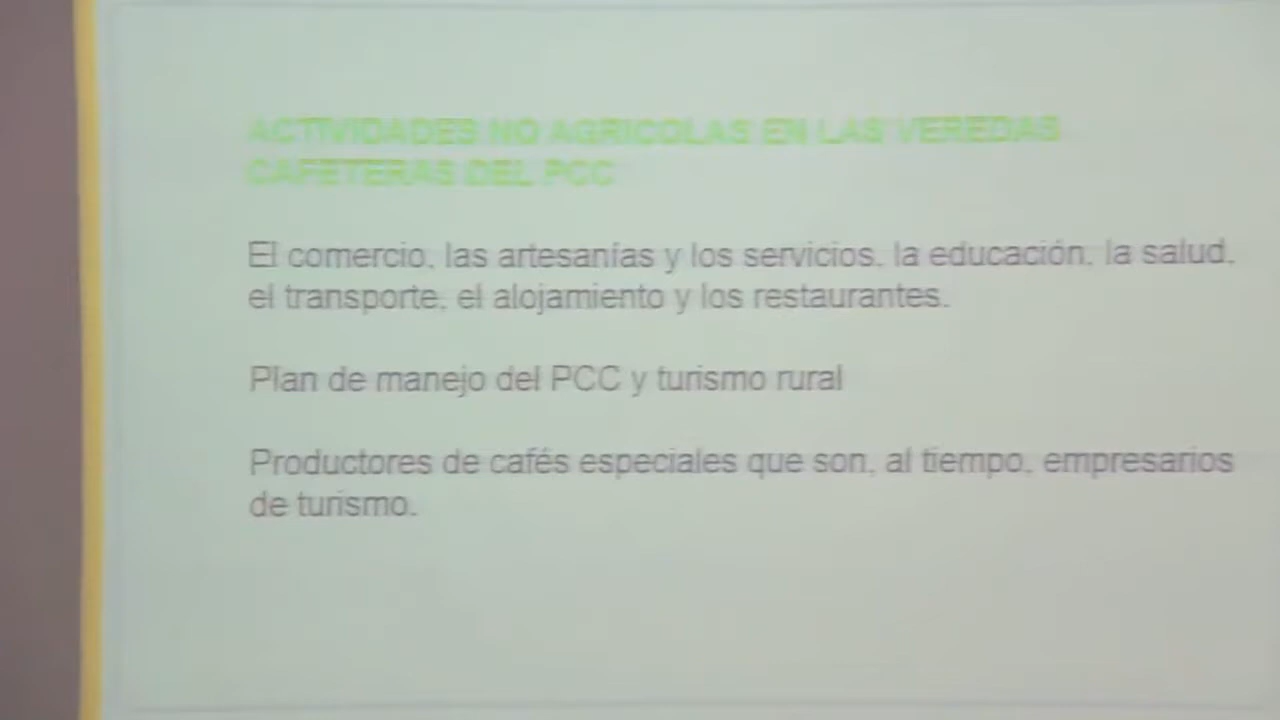 ACTIVIDADES NO AGRICOLAS EN LAS VEREDAS
CAFETERAS DEL PCC
El comercio, las artesanías y los servicios, la educación, la salud,
el transporte, el alojamiento y los restaurantes.
Plan de manejo del PCC y turismo rural
Productores de cafés especiales que son, al tiempo, empresarios
de turismo.